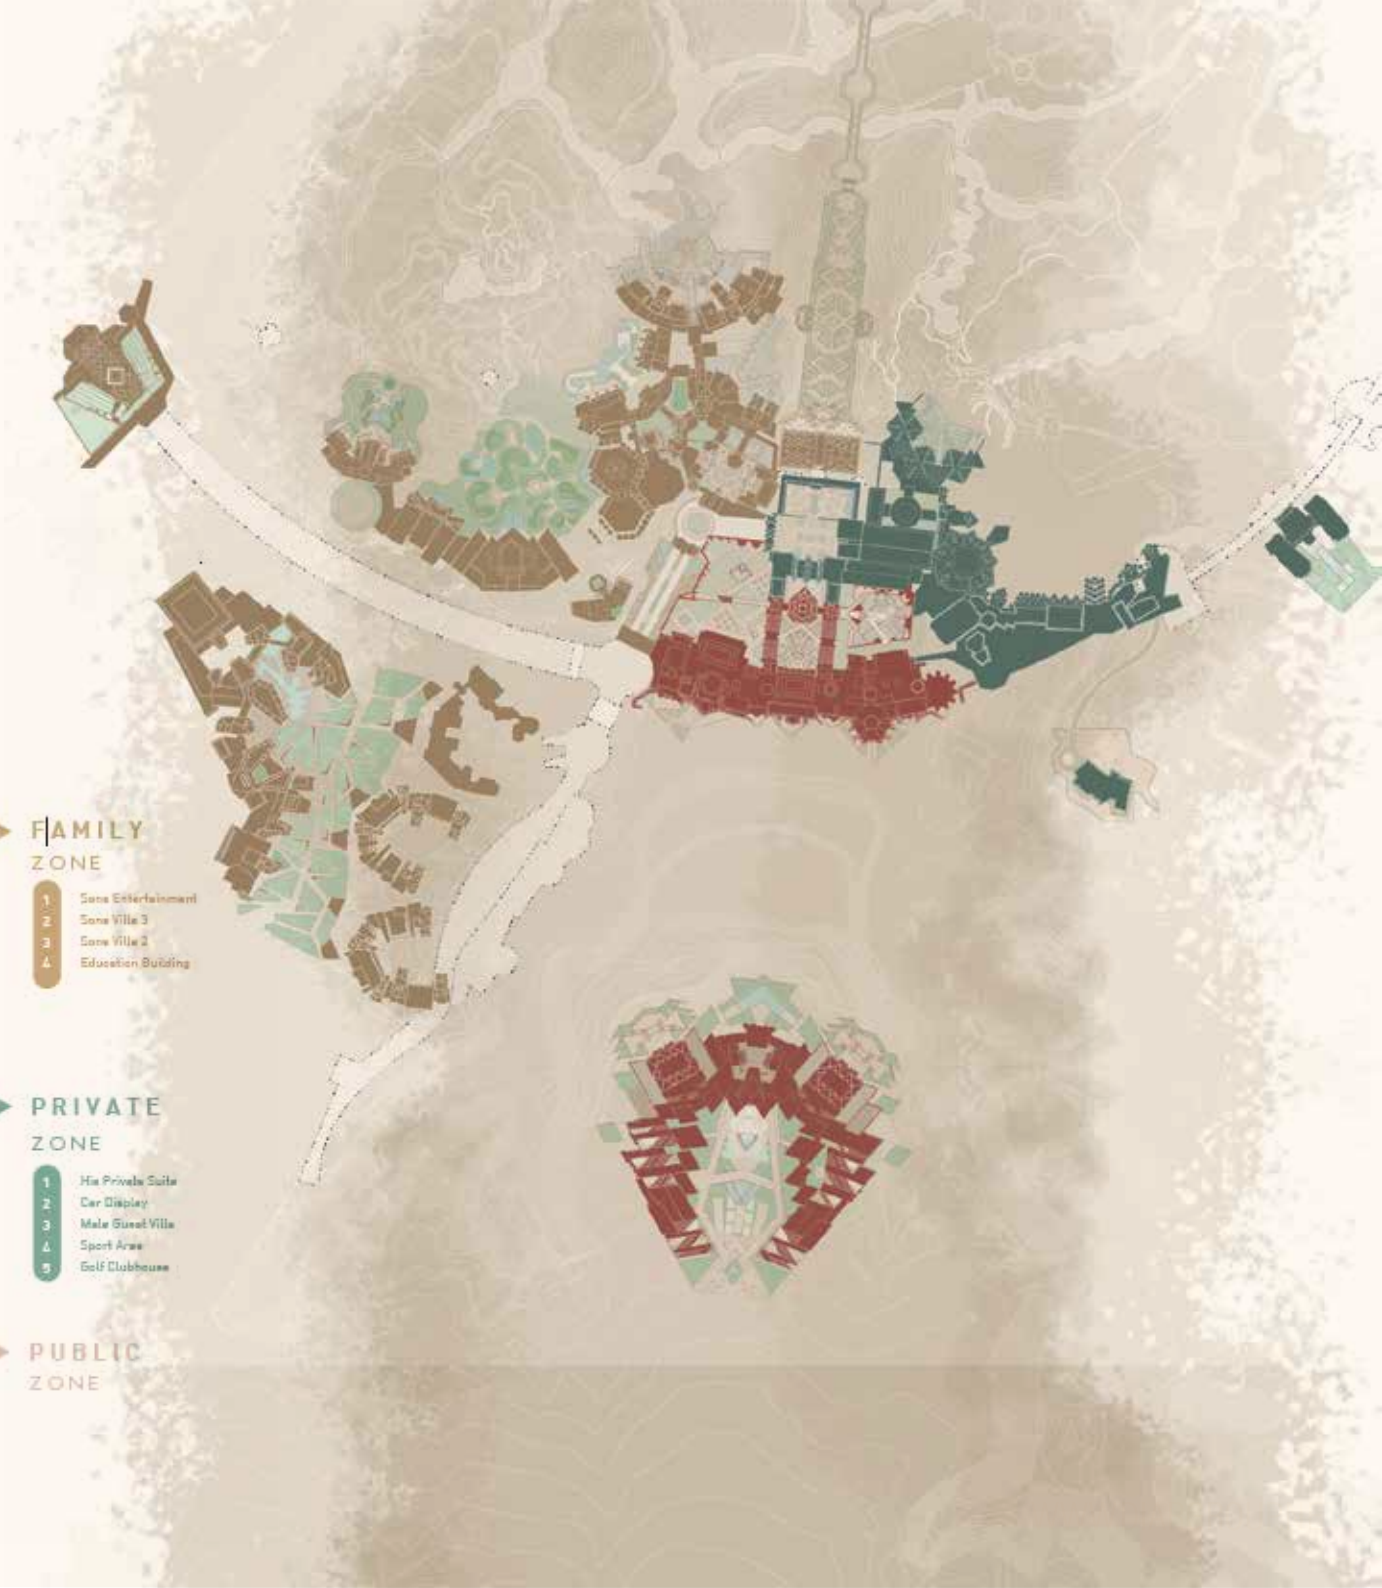 FAMILY
ZONE
1 Sons Entertainment
2 Sons Villa 3
3 Sons Villa 2
4 Education Building
PRIVATE
ZONE
1 His Private Suite
2 Car Display
3 Male Guest Villa
4 Sport Area
5 Golf Clubhouse
PUBLIC
ZONE